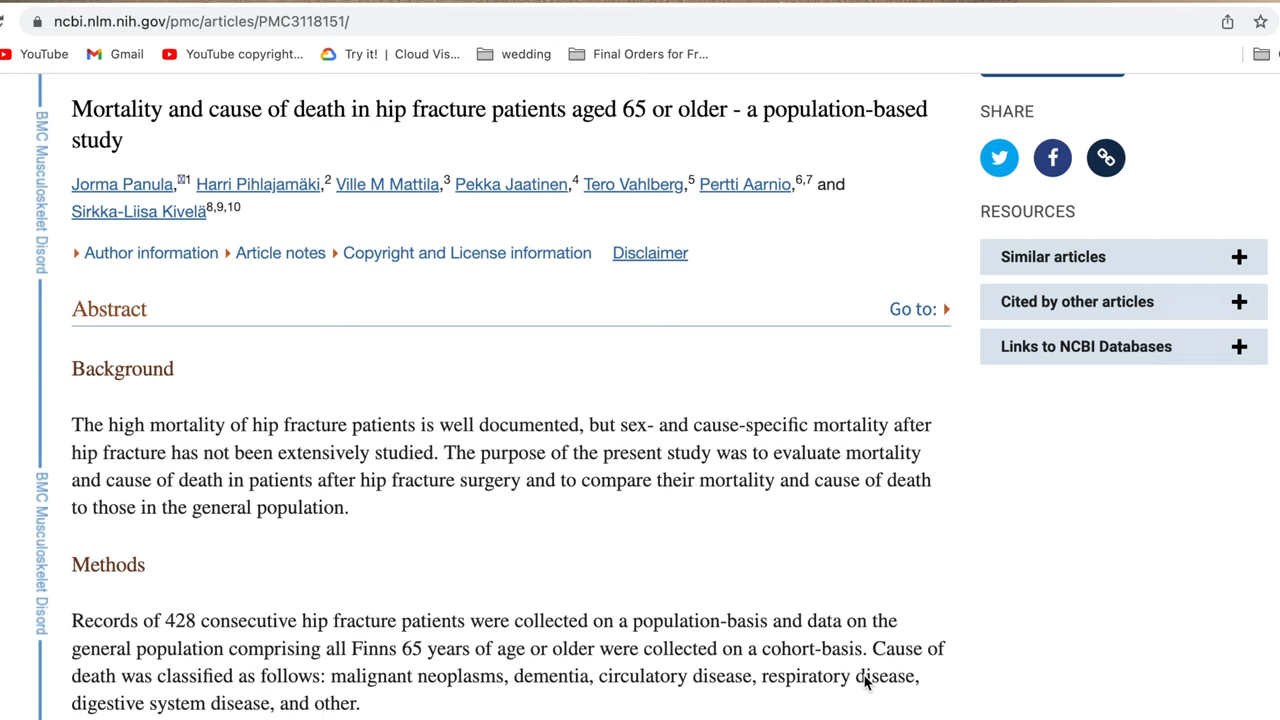 ncbi.nlm.nih.gov/pmc/articles/PMC3118151/
YouTube Gmail YouTube copyright... Try it! | Cloud Vis... wedding Final Orders for Fr...
Mortality and cause of death in hip fracture patients aged 65 or older - a population-based
study
Jorma Panula,1 Harri Pihlajamäki,2 Ville M Mattila,3 Pekka Jaatinen,4 Tero Vahlberg,5 Pertti Aarnio,6,7 and
Sirkka-Liisa Kivelä8,9,10
Author information Article notes Copyright and License information Disclaimer
Abstract Go to:
Background
The high mortality of hip fracture patients is well documented, but sex- and cause-specific mortality after
hip fracture has not been extensively studied. The purpose of the present study was to evaluate mortality
and cause of death in patients after hip fracture surgery and to compare their mortality and cause of death
to those in the general population.
Methods
Records of 428 consecutive hip fracture patients were collected on a population-basis and data on the
general population comprising all Finns 65 years of age or older were collected on a cohort-basis. Cause of
death was classified as follows: malignant neoplasms, dementia, circulatory disease, respiratory disease,
digestive system disease, and other.
BMC Musculoskelet Disord
BMC Musculoskelet Disord
SHARE
RESOURCES
Similar articles +
Cited by other articles +
Links to NCBI Databases +